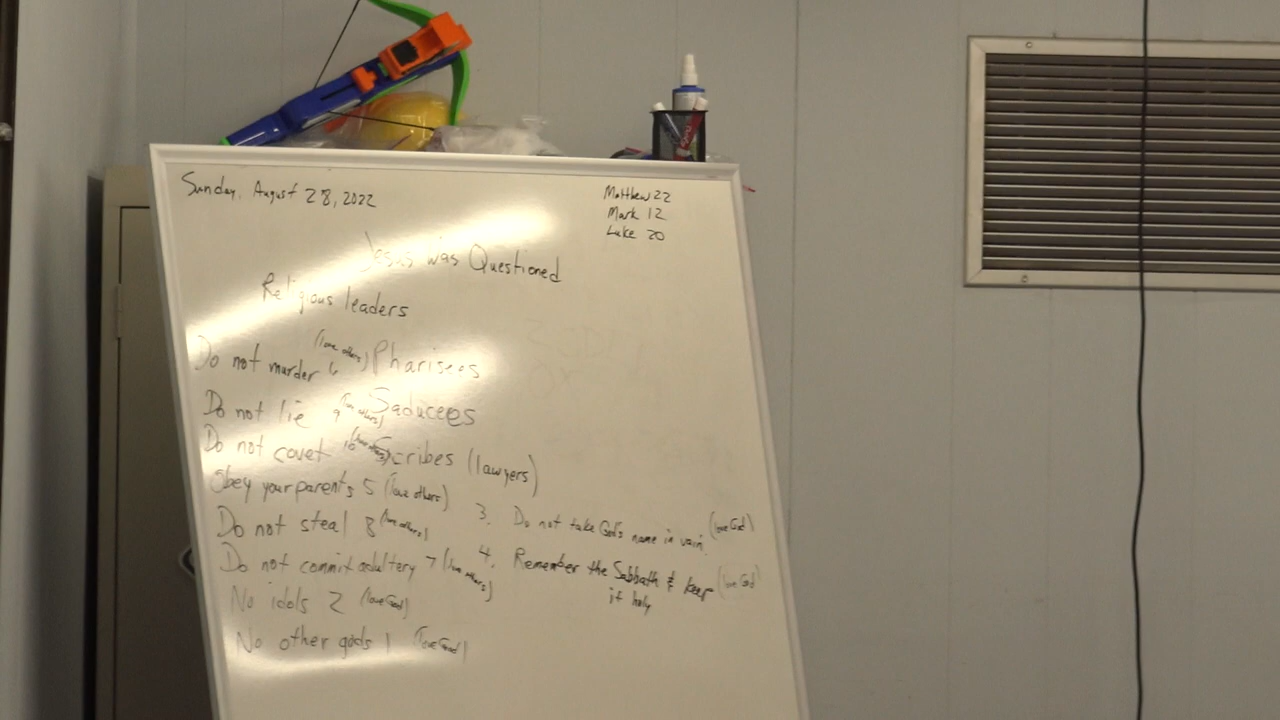 Sunday, August 28, 2022
Matthew 22
Mark 12
Luke 20
Jesus was Questioned
Religious leaders
Do not murder 6 (love others) Pharisees
Do not lie 9 (love others) Saducees
Do not covet 10 (love others) Scribes (lawyers)
Obey your parents 5 (love others)
Do not steal 8 (love others)
Do not commit adultery 7 (love others)
No idols 2 (love God)
No other gods 1 (love God)
3. Do not take God's name in vain. (love God)
4. Remember the Sabbath & keep (love God)
it holy